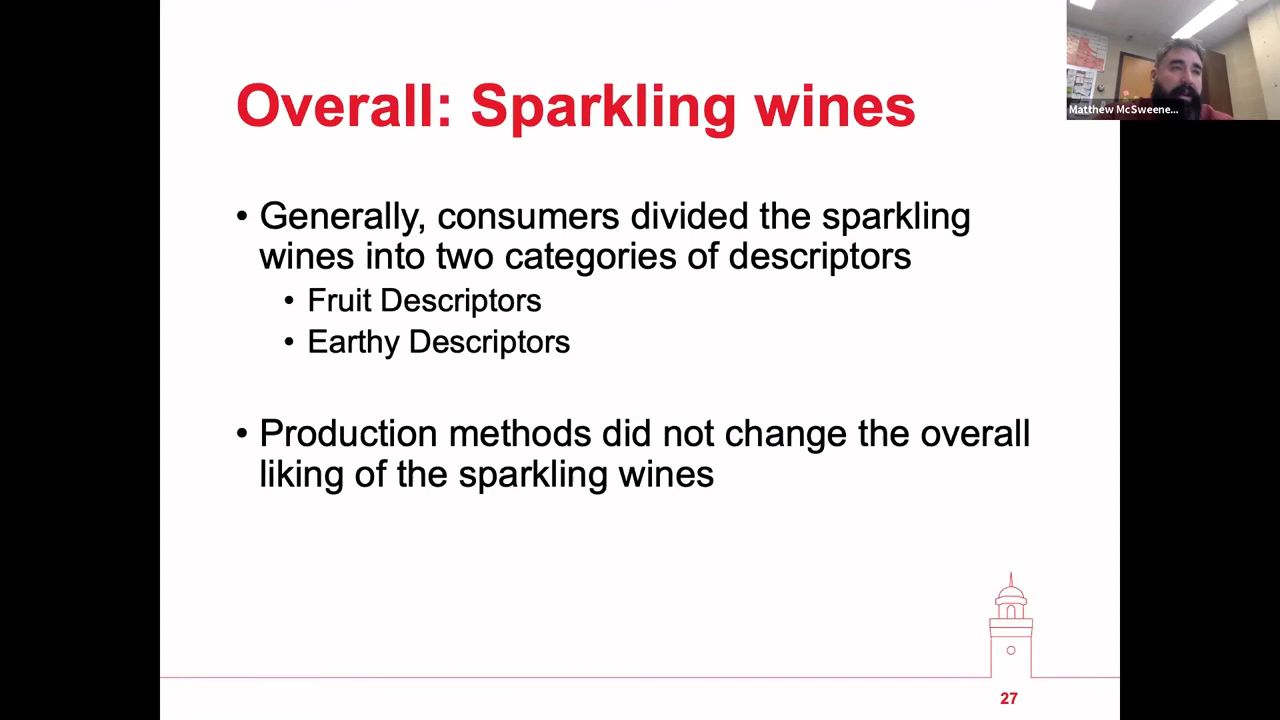 Overall: Sparkling wines
Matthew McSweene...
• Generally, consumers divided the sparkling
wines into two categories of descriptors
• Fruit Descriptors
• Earthy Descriptors
• Production methods did not change the overall
liking of the sparkling wines
27